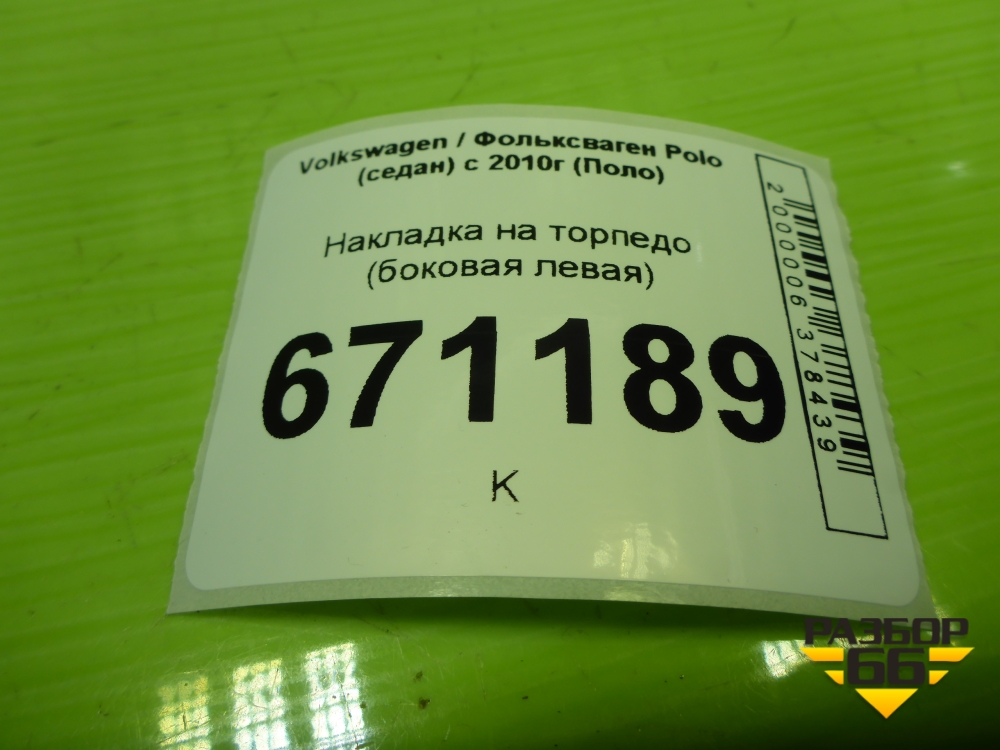 Volkswagen / Фольксваген Polo
(седан) с 2010г (Поло)
Накладка на торпедо
(боковая левая)
671189
К
2000006378439
РАЗБОР
66